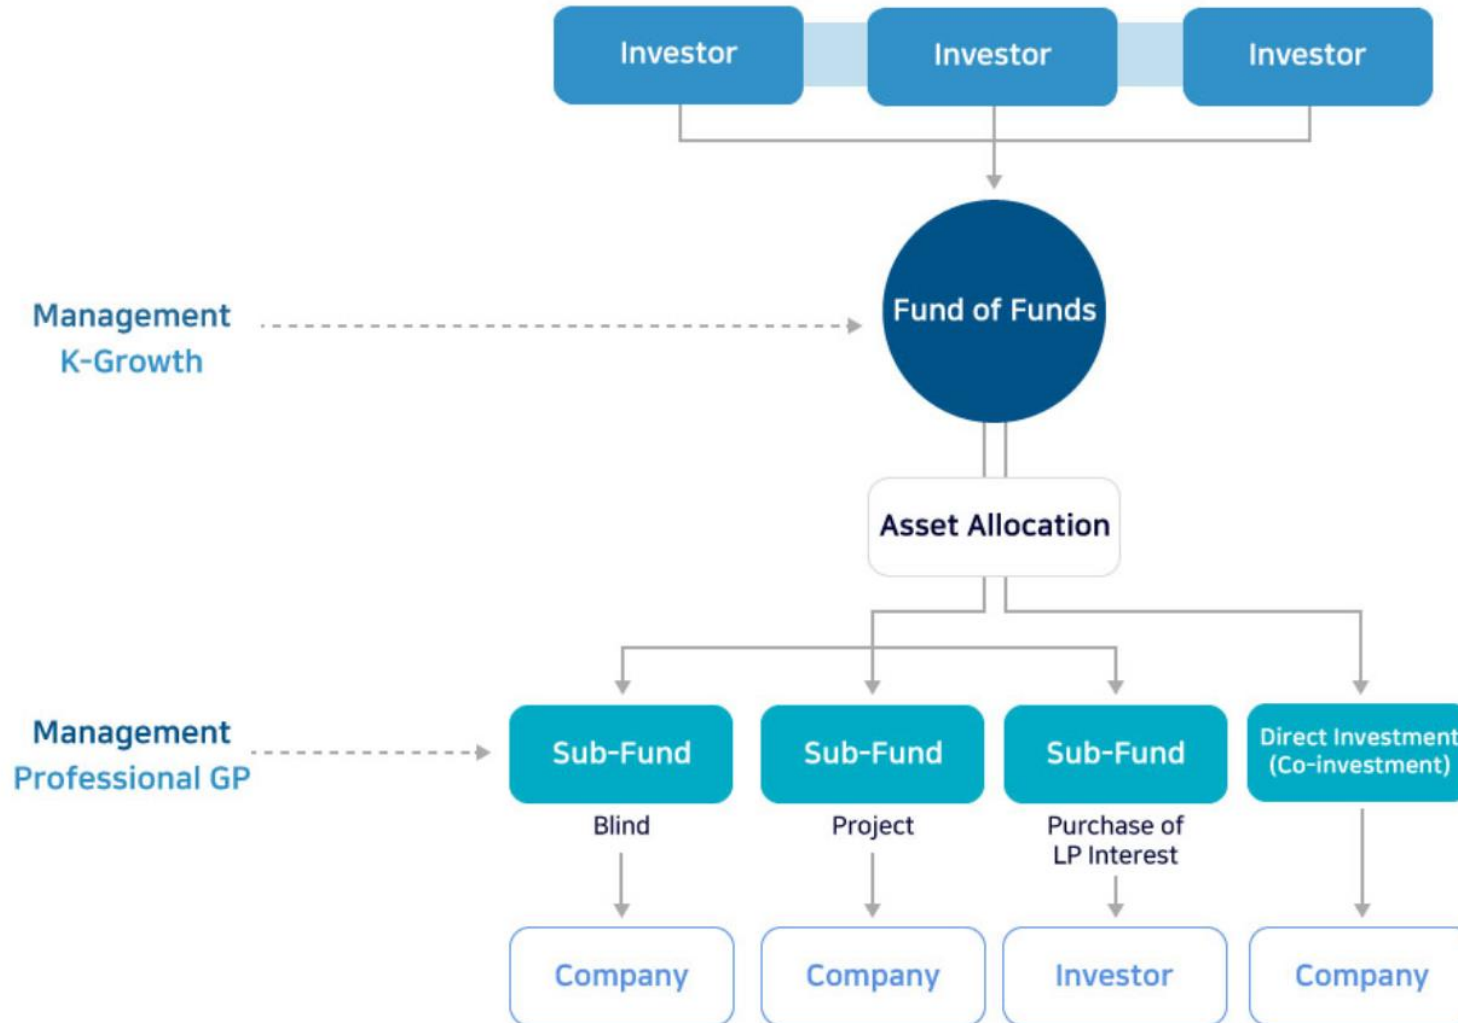 Investor
Investor
Investor
Fund of Funds
Management
K-Growth
Asset Allocation
Management
Professional GP
Sub-Fund
Sub-Fund
Sub-Fund
Direct Investment
(Co-investment)
Blind
Project
Purchase of
LP Interest
Company
Company
Investor
Company